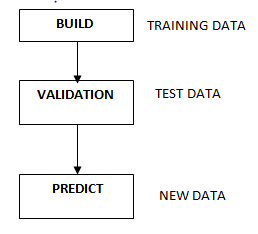 BUILD TRAINING DATA
VALIDATION TEST DATA
PREDICT NEW DATA